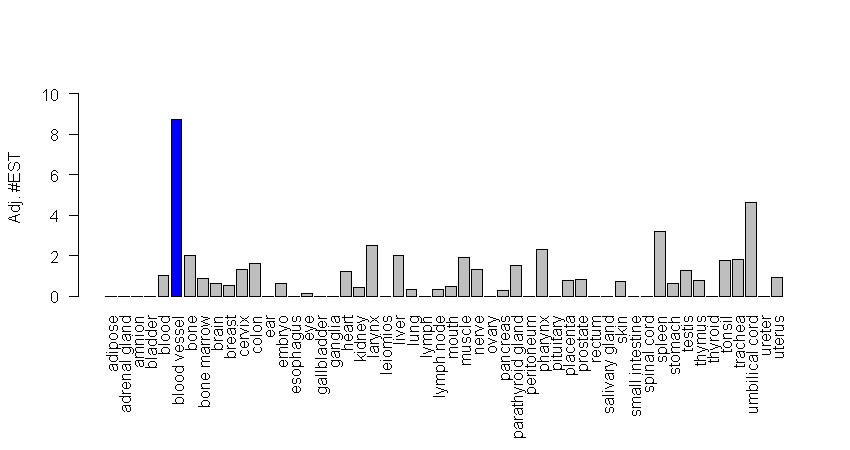 10
8
6
4
2
0
Adj. #EST
adipose
adrenal gland
amnion
bladder
blood
blood vessel
bone
bone marrow
brain
breast
cervix
colon
ear
embryo
esophagus
eye
gallbladder
ganglia
heart
kidney
larynx
leiomios
liver
lung
lymph
lymph node
mouth
muscle
nerve
ovary
pancreas
parathyroid gland
peritoneum
pharynx
pituitary
placenta
prostate
rectum
salivary gland
skin
small intestine
spinal cord
spleen
stomach
testis
thymus
thyroid
tonsil
trachea
umbilical cord
ureter
uterus